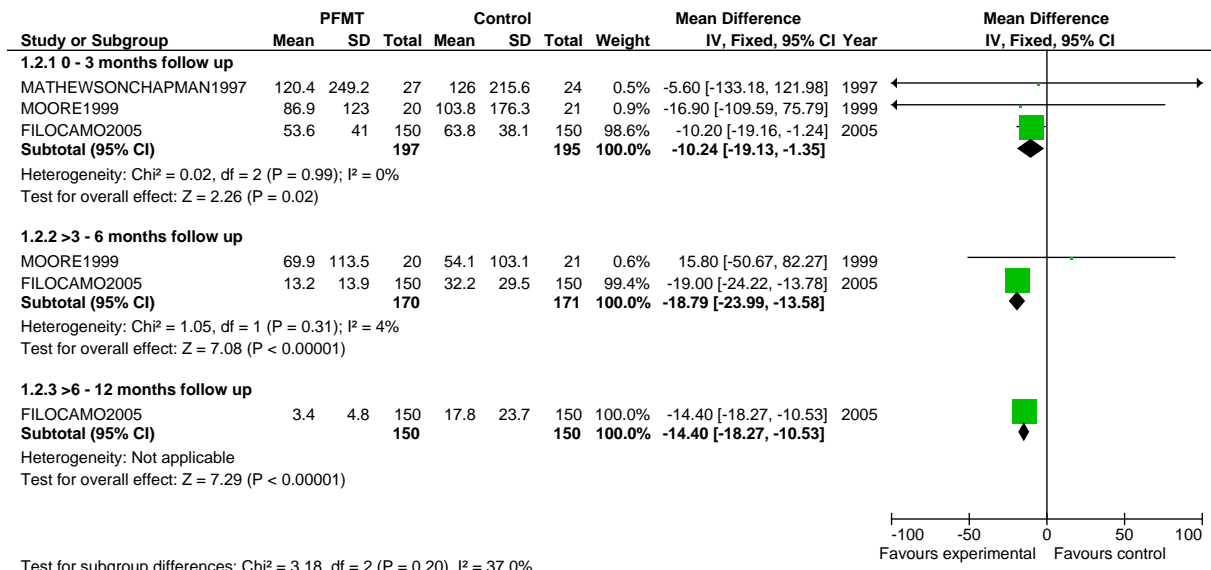 PFMT Control Mean Difference Mean Difference
Study or Subgroup Mean SD Total Mean SD Total Weight IV, Fixed, 95% CI Year IV, Fixed, 95% CI
1.2.1 0 - 3 months follow up
MATHEWSONCHAPMAN1997 120.4 249.2 27 126 215.6 24 0.5% -5.60 [-133.18, 121.98] 1997
MOORE1999 86.9 123 20 103.8 176.3 21 0.9% -16.90 [-109.59, 75.79] 1999
FILOCAMO2005 53.6 41 150 63.8 38.1 150 98.6% -10.20 [-19.16, -1.24] 2005
Subtotal (95% CI) 197 195 100.0% -10.24 [-19.13, -1.35]
Heterogeneity: Chi² = 0.02, df = 2 (P = 0.99); I² = 0%
Test for overall effect: Z = 2.26 (P = 0.02)
1.2.2 >3 - 6 months follow up
MOORE1999 69.9 113.5 20 54.1 103.1 21 0.6% 15.80 [-50.67, 82.27] 1999
FILOCAMO2005 13.2 13.9 150 32.2 29.5 150 99.4% -19.00 [-24.22, -13.78] 2005
Subtotal (95% CI) 170 171 100.0% -18.79 [-23.99, -13.58]
Heterogeneity: Chi² = 1.05, df = 1 (P = 0.31); I² = 4%
Test for overall effect: Z = 7.08 (P < 0.00001)
1.2.3 >6 - 12 months follow up
FILOCAMO2005 3.4 4.8 150 17.8 23.7 150 100.0% -14.40 [-18.27, -10.53] 2005
Subtotal (95% CI) 150 150 100.0% -14.40 [-18.27, -10.53]
Heterogeneity: Not applicable
Test for overall effect: Z = 7.29 (P < 0.00001)
-100 -50 0 50 100
Favours experimental Favours control
Test for subgroup differences: Chi² = 3.18, df = 2 (P = 0.20), I² = 37.0%